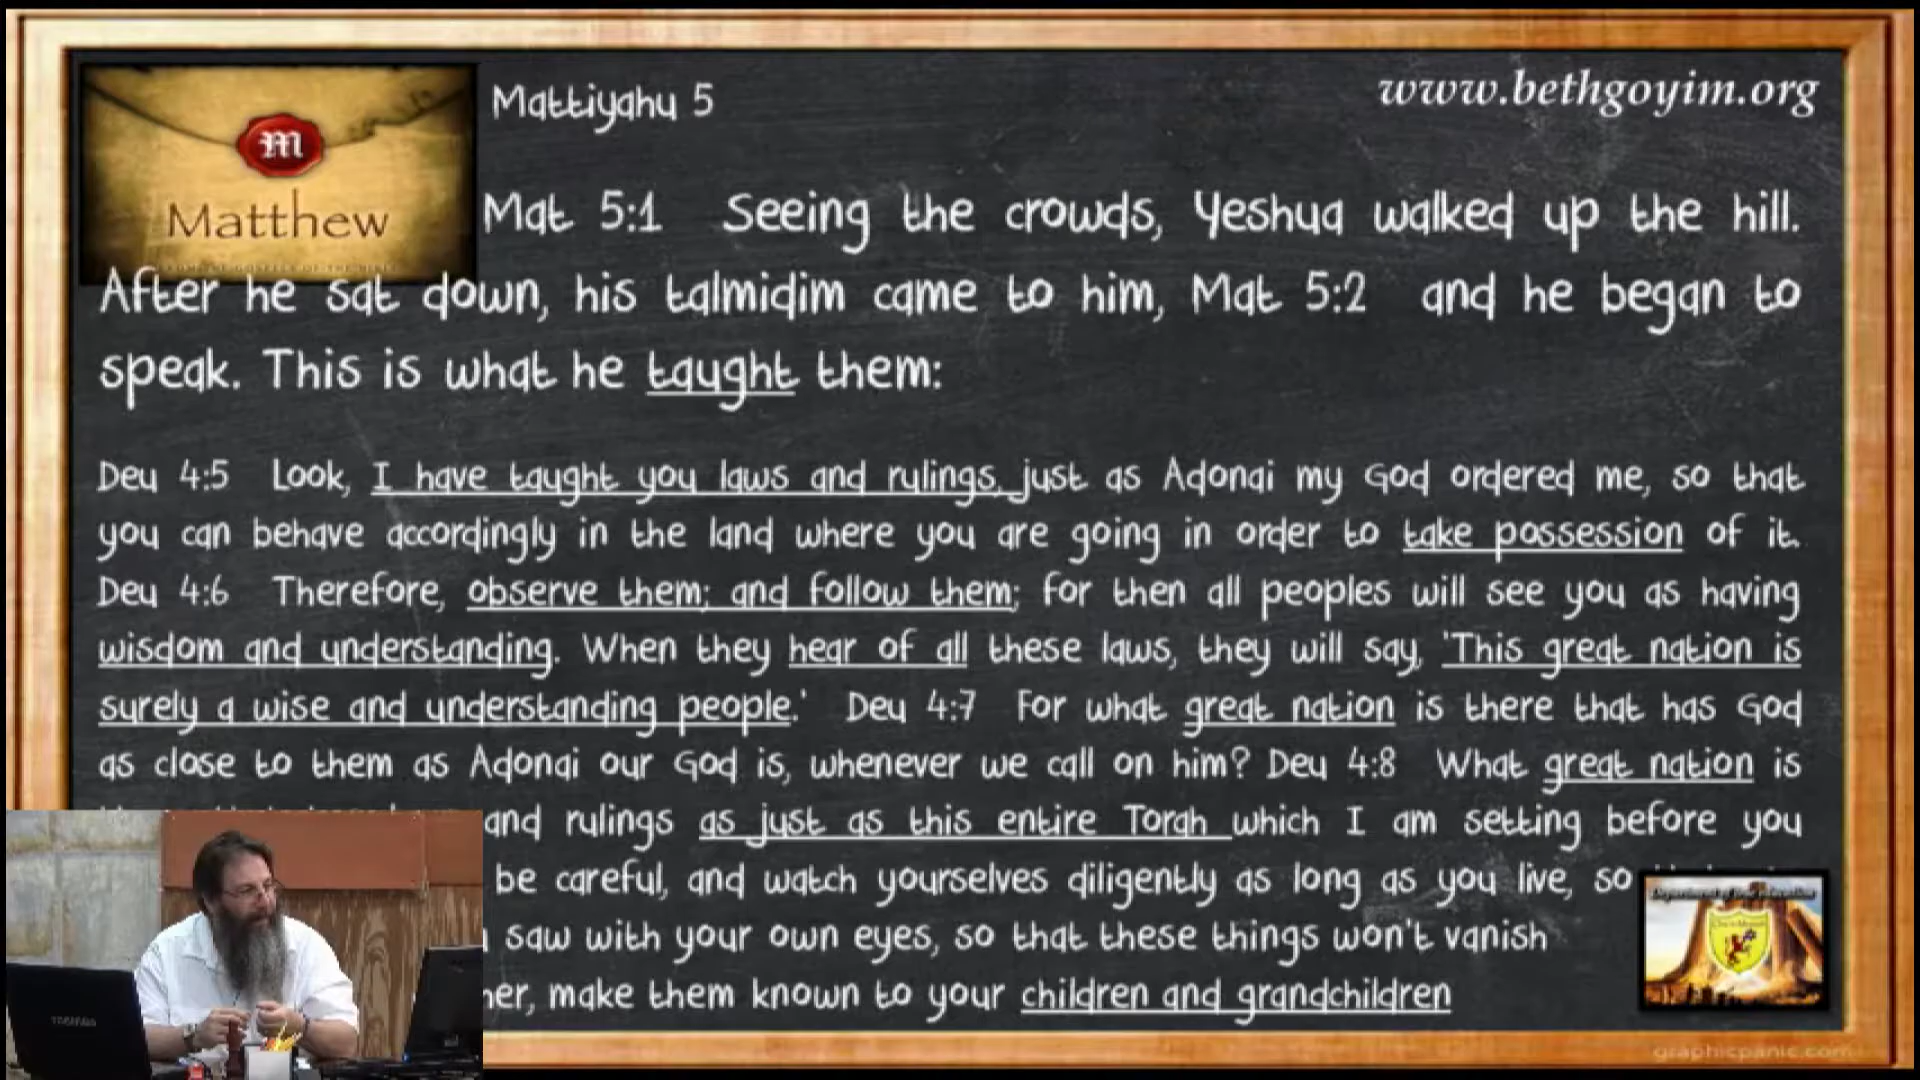 Mattiyahu 5
www.bethgoyim.org
M
Matthew
Mat 5:1 Seeing the crowds, Yeshua walked up the hill.
After he sat down, his talmidim came to him, Mat 5:2 and he began to
speak. This is what he taught them:
Deu 4:5 Look, I have taught you laws and rulings, just as Adonai my God ordered me, so that
you can behave accordingly in the land where you are going in order to take possession of it.
Deu 4:6 Therefore, observe them; and follow them; for then all peoples will see you as having
wisdom and understanding. When they hear of all these laws, they will say, 'This great nation is
surely a wise and understanding people.' Deu 4:7 For what great nation is there that has God
as close to them as Adonai our God is, whenever we call on him? Deu 4:8 What great nation is
and rulings as just as this entire Torah which I am setting before you
be careful, and watch yourselves diligently as long as you live, so
saw with your own eyes, so that these things won't vanish
make them known to your children and grandchildren
TOSHIBA
graphicpanic.com